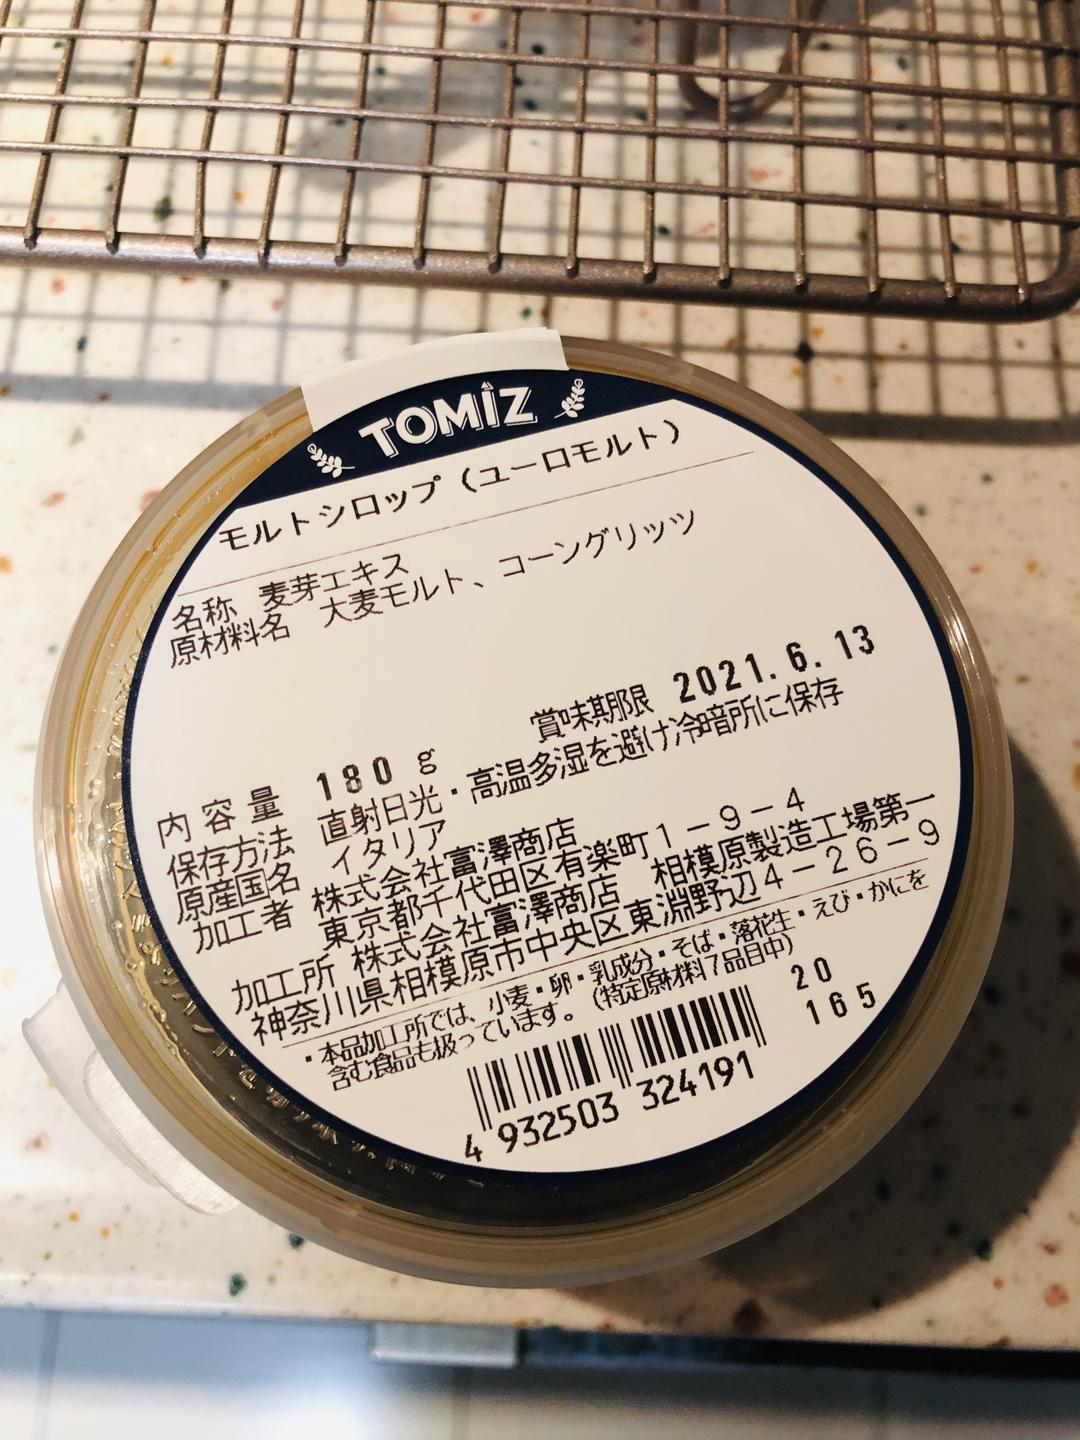 TOMIZ
モルトシロップ（ユーロモルト）
名称 麦芽エキス
原材料名 大麦モルト、コーングリッツ
賞味期限 2021.6.13
内容量 180g
保存方法 直射日光・高温多湿を避け冷暗所に保存
原産国名 イタリア
加工者 株式会社富澤商店
東京都千代田区有楽町1－9－4
加工所 株式会社富澤商店 相模原製造工場第一
神奈川県相模原市中央区東淵野辺4－26－9
・本品加工所では、小麦・卵・乳成分・そば・落花生・えび・かにを
含む食品も扱っています。（特定原材料7品目中）
20
165
4 932503 324191